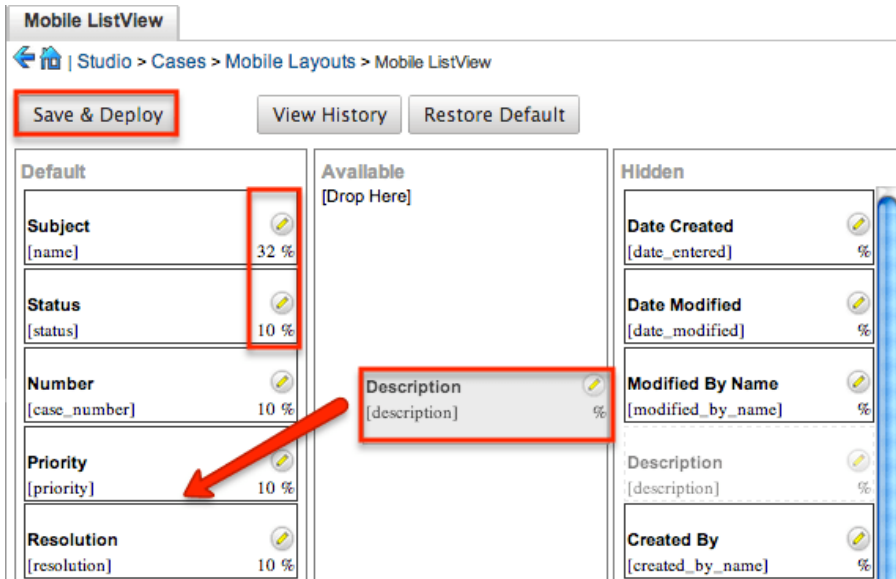 Mobile ListView
| Studio > Cases > Mobile Layouts > Mobile ListView
Save & Deploy
View History
Restore Default
Default
Subject
[name] 32 %
Status
[status] 10 %
Number
[case_number] 10 %
Priority
[priority] 10 %
Resolution
[resolution] 10 %
Available
[Drop Here]
Description
[description] %
Hidden
Date Created
[date_entered] %
Date Modified
[date_modified] %
Modified By Name
[modified_by_name] %
Description
[description] %
Created By
[created_by_name] %